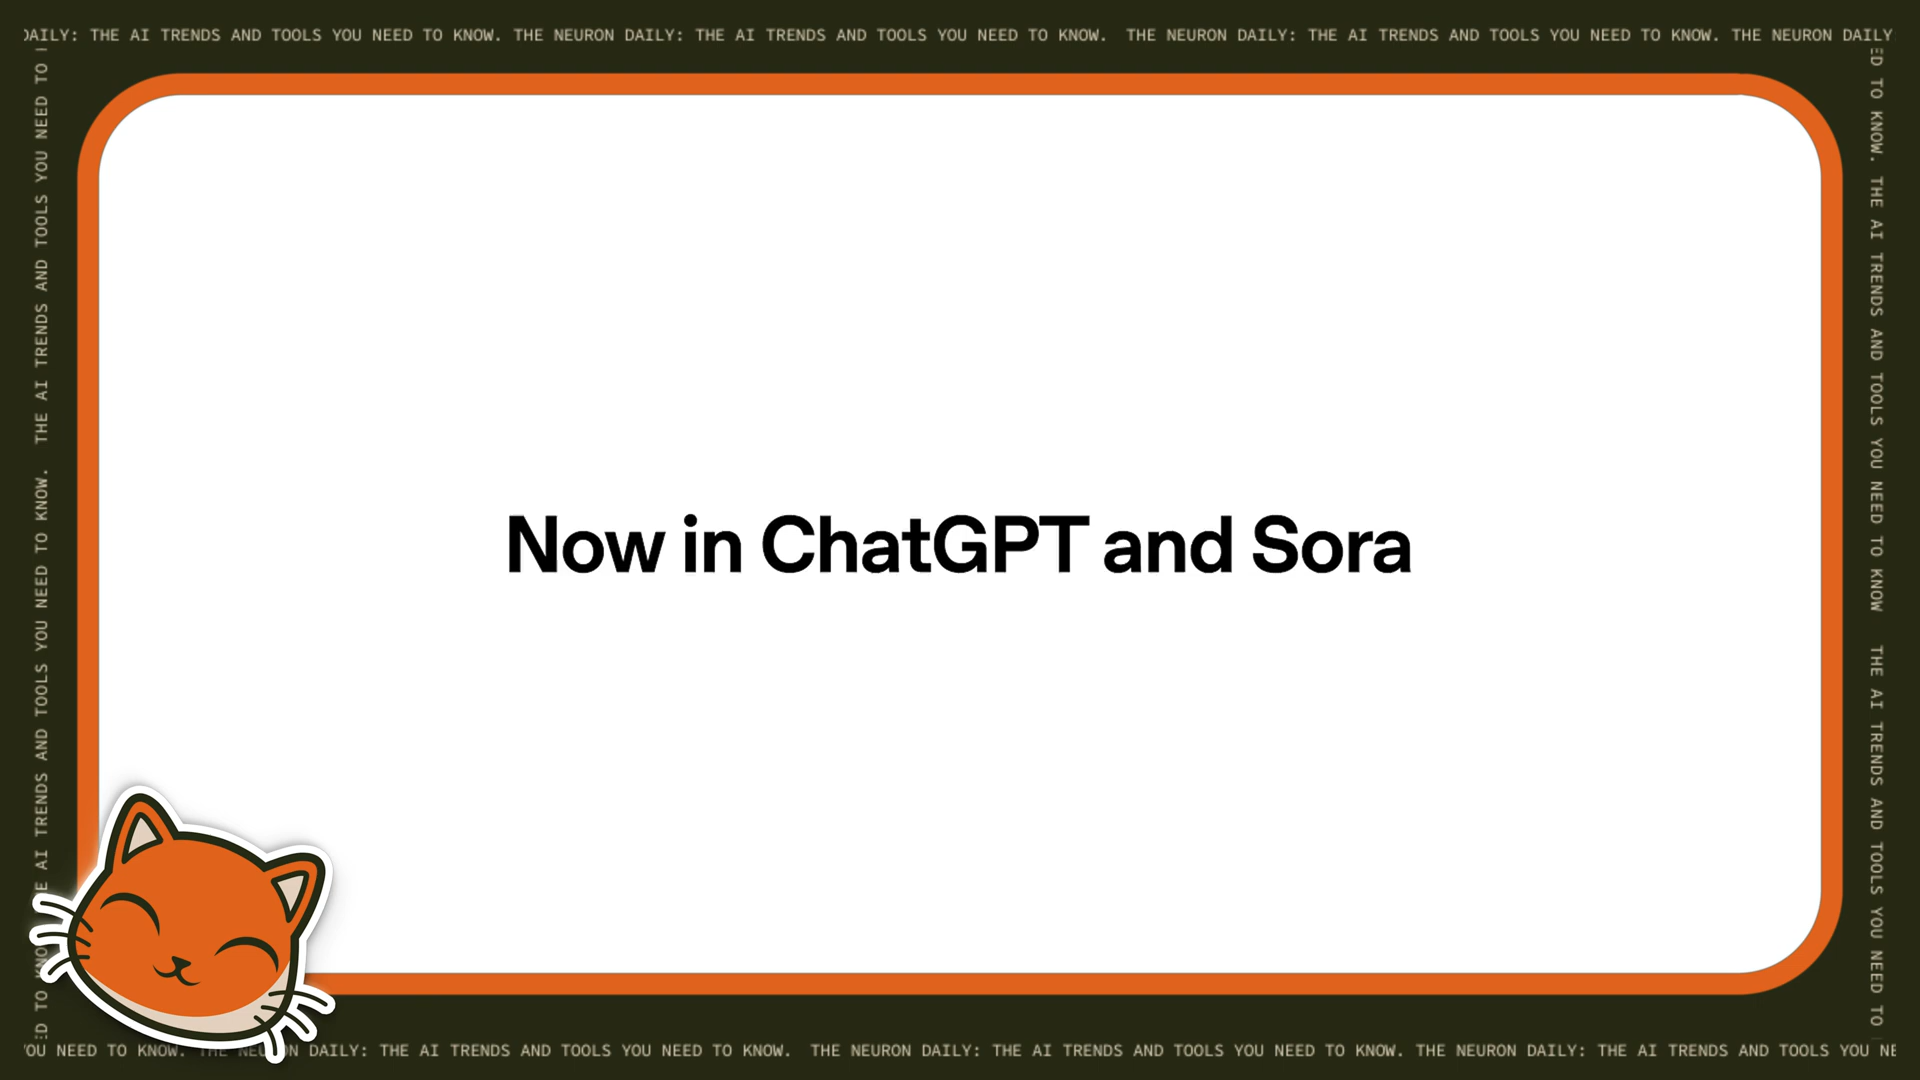 DAILY: THE AI TRENDS AND TOOLS YOU NEED TO KNOW. THE NEURON DAILY: THE AI TRENDS AND TOOLS YOU NEED TO KNOW. THE NEURON DAILY: THE AI TRENDS AND TOOLS YOU NEED TO KNOW. THE NEURON DAILY
TO KNOW. THE AI TRENDS AND TOOLS YOU NEED TO KNOW. THE AI TRENDS AND TOOLS YOU NEED TO
Now in ChatGPT and Sora
TO KNOW. THE AI TRENDS AND TOOLS YOU NEED TO KNOW THE AI TRENDS AND TOOLS YOU NEED TO
YOU NEED TO KNOW. THE NEURON DAILY: THE AI TRENDS AND TOOLS YOU NEED TO KNOW. THE NEURON DAILY: THE AI TRENDS AND TOOLS YOU NEED TO KNOW. THE NEURON DAILY: THE AI TRENDS AND TOOLS YOU